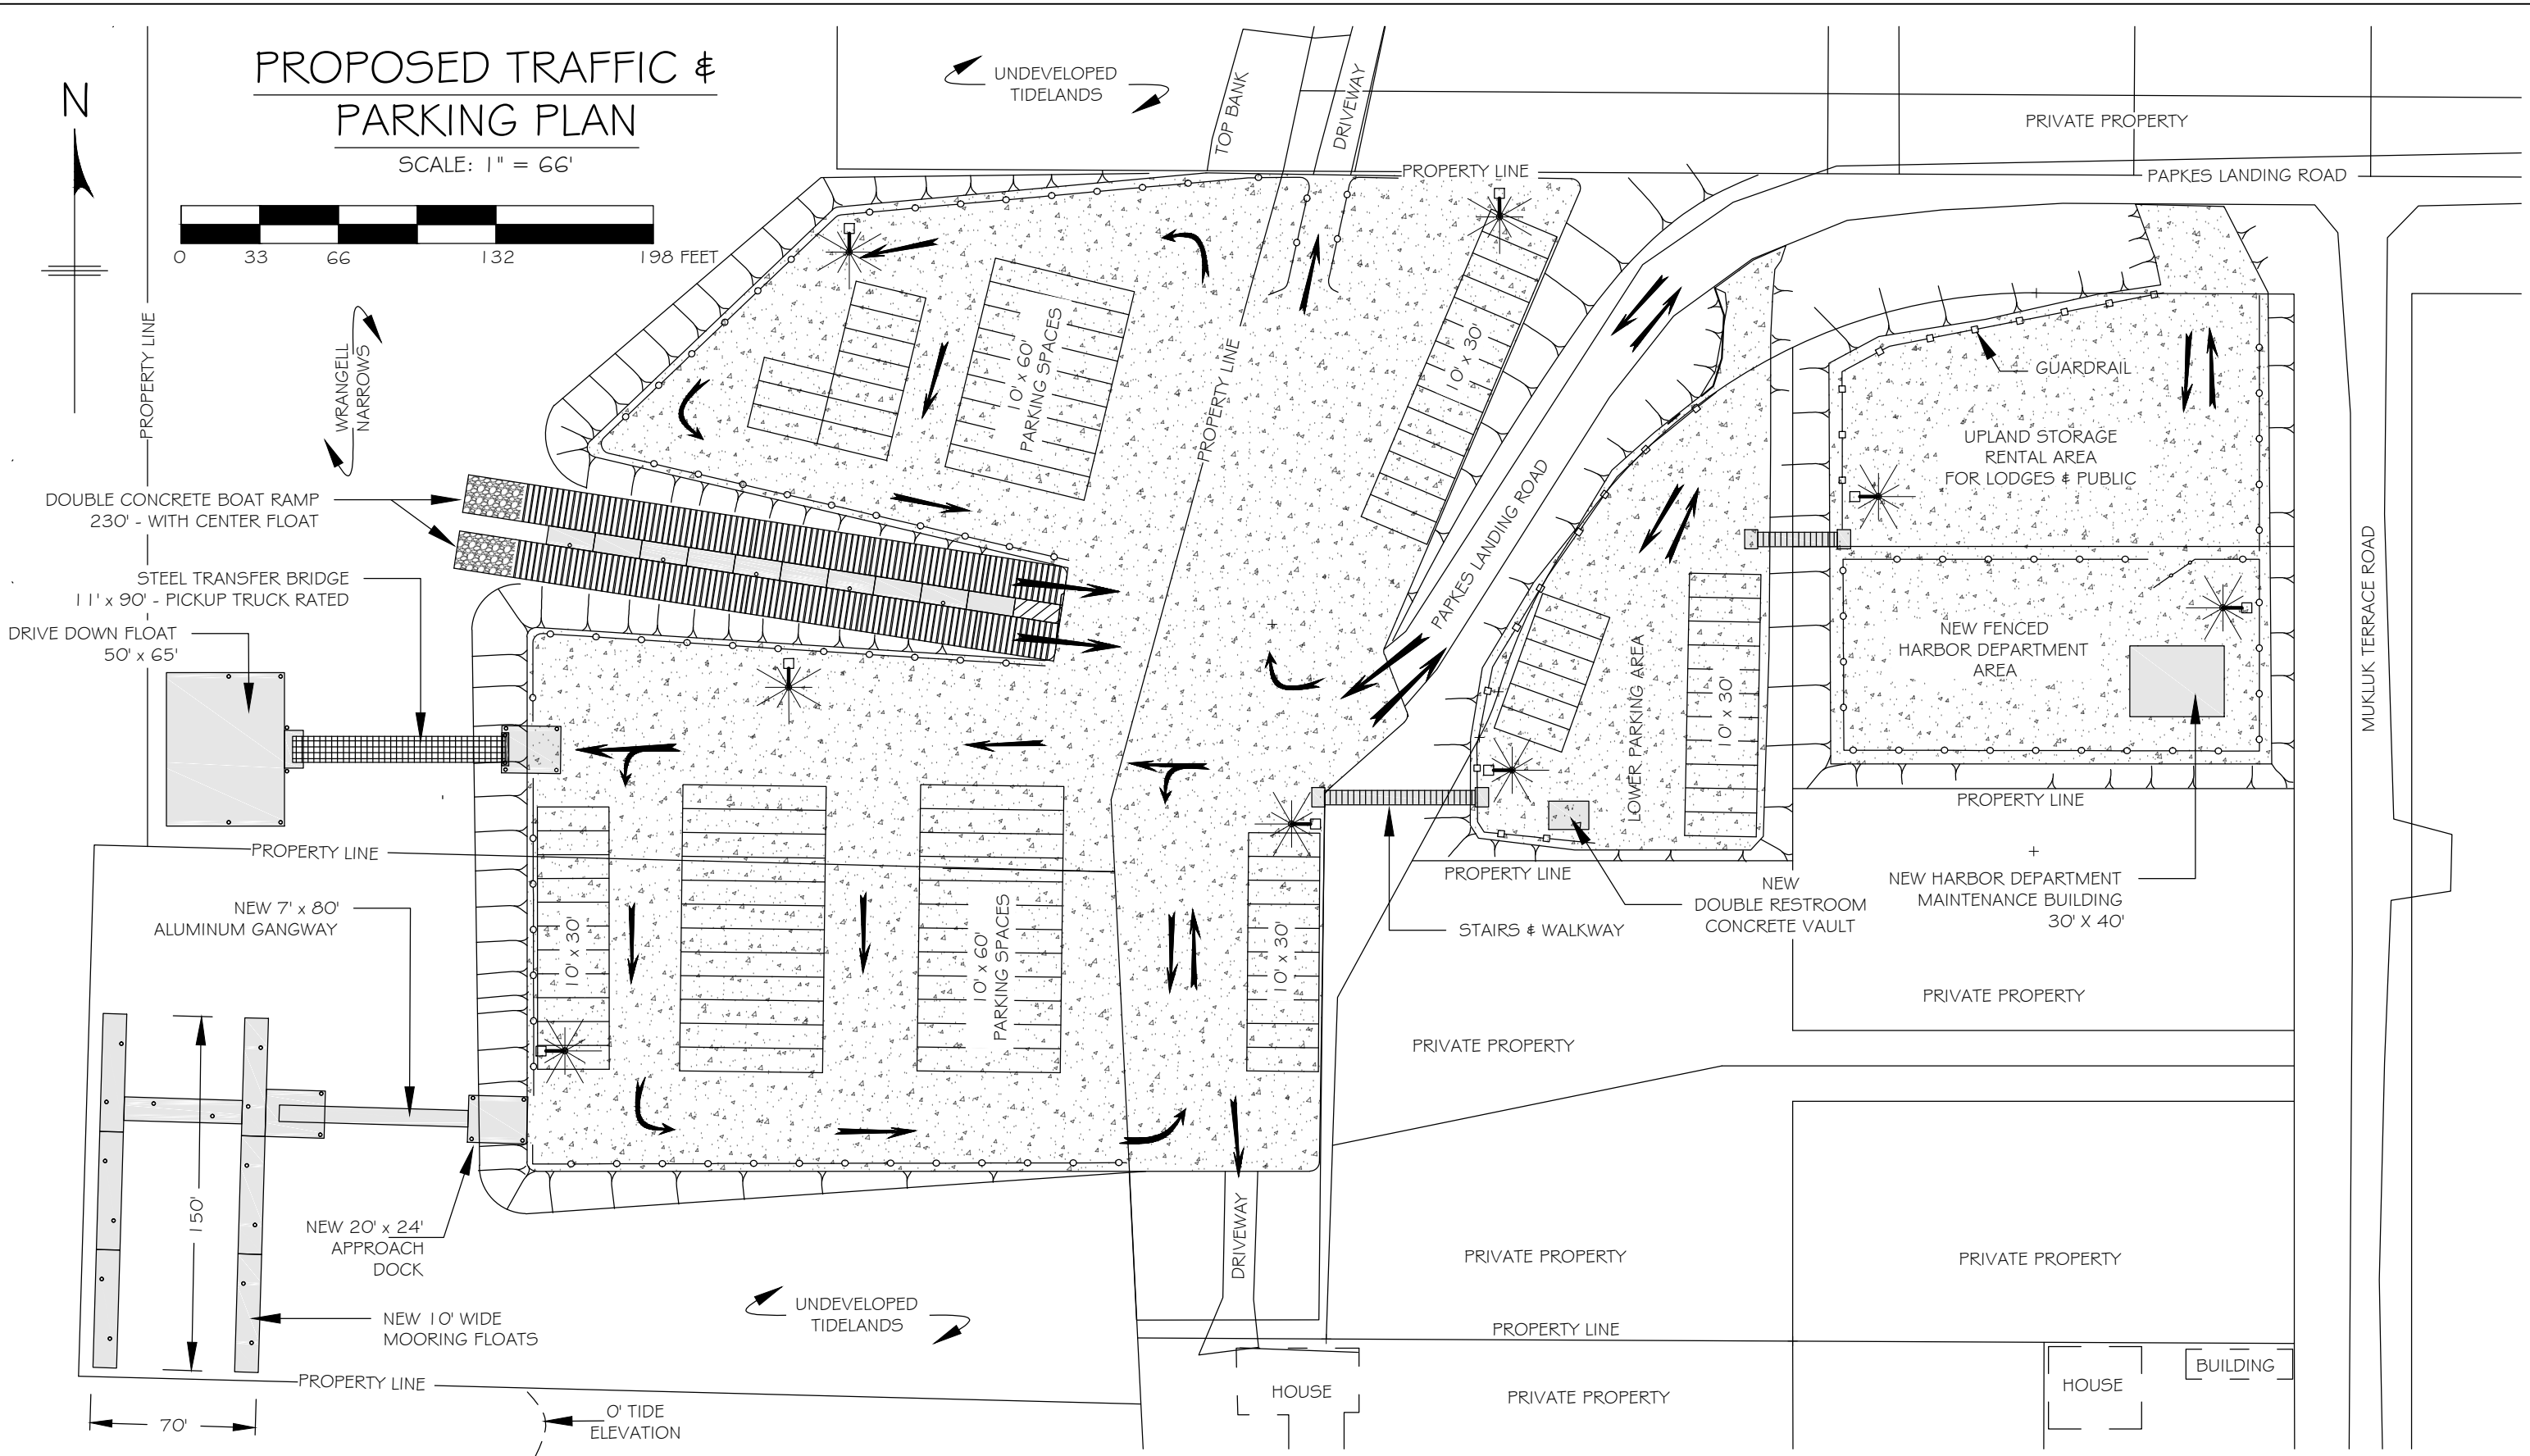 PROPOSED TRAFFIC &
PARKING PLAN
SCALE: 1" = 66'
N
0 33 66 132 198 FEET
UNDEVELOPED
TIDELANDS
TOP BANK
DRIVEWAY
PROPERTY LINE
PRIVATE PROPERTY
PAPKES LANDING ROAD
PROPERTY LINE
WRANGELL
NARROWS
10' x 60'
PARKING SPACES
PROPERTY LINE
10' x 30'
GUARDRAIL
UPLAND STORAGE
RENTAL AREA
FOR LODGES & PUBLIC
DOUBLE CONCRETE BOAT RAMP
230' - WITH CENTER FLOAT
STEEL TRANSFER BRIDGE
11' x 90' - PICKUP TRUCK RATED
DRIVE DOWN FLOAT
50' x 65'
PAPKES LANDING ROAD
LOWER PARKING AREA
10' x 30'
NEW FENCED
HARBOR DEPARTMENT
AREA
MUKLUK TERRACE ROAD
PROPERTY LINE
PROPERTY LINE
PROPERTY LINE
NEW 7' x 80'
ALUMINUM GANGWAY
10' x 30'
10' x 60'
PARKING SPACES
10' x 30'
STAIRS & WALKWAY
NEW
DOUBLE RESTROOM
CONCRETE VAULT
NEW HARBOR DEPARTMENT
MAINTENANCE BUILDING
30' X 40'
PRIVATE PROPERTY
PRIVATE PROPERTY
150'
NEW 20' x 24'
APPROACH
DOCK
DRIVEWAY
PRIVATE PROPERTY
PRIVATE PROPERTY
NEW 10' WIDE
MOORING FLOATS
UNDEVELOPED
TIDELANDS
PROPERTY LINE
PROPERTY LINE
70'
0' TIDE
ELEVATION
HOUSE
PRIVATE PROPERTY
HOUSE
BUILDING